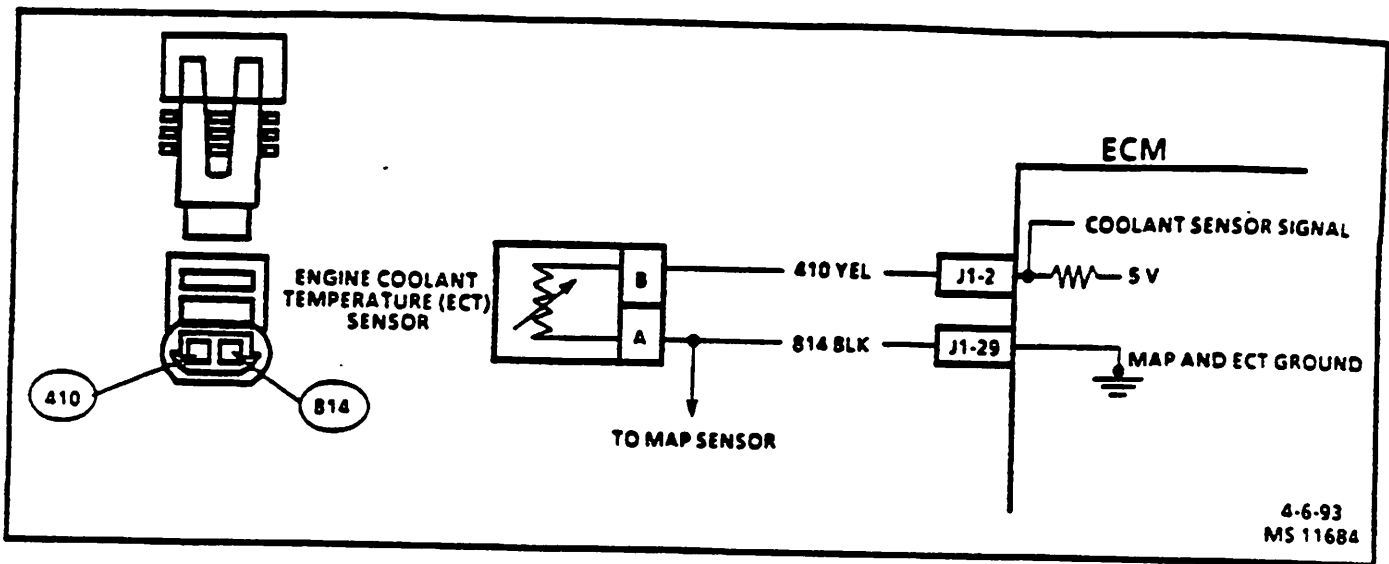 ECM
COOLANT SENSOR SIGNAL
ENGINE COOLANT
TEMPERATURE (ECT)
SENSOR
B
410 YEL
J1-2
5 V
A
814 BLK
J1-29
MAP AND ECT GROUND
410
814
TO MAP SENSOR
4-6-93
MS 11684